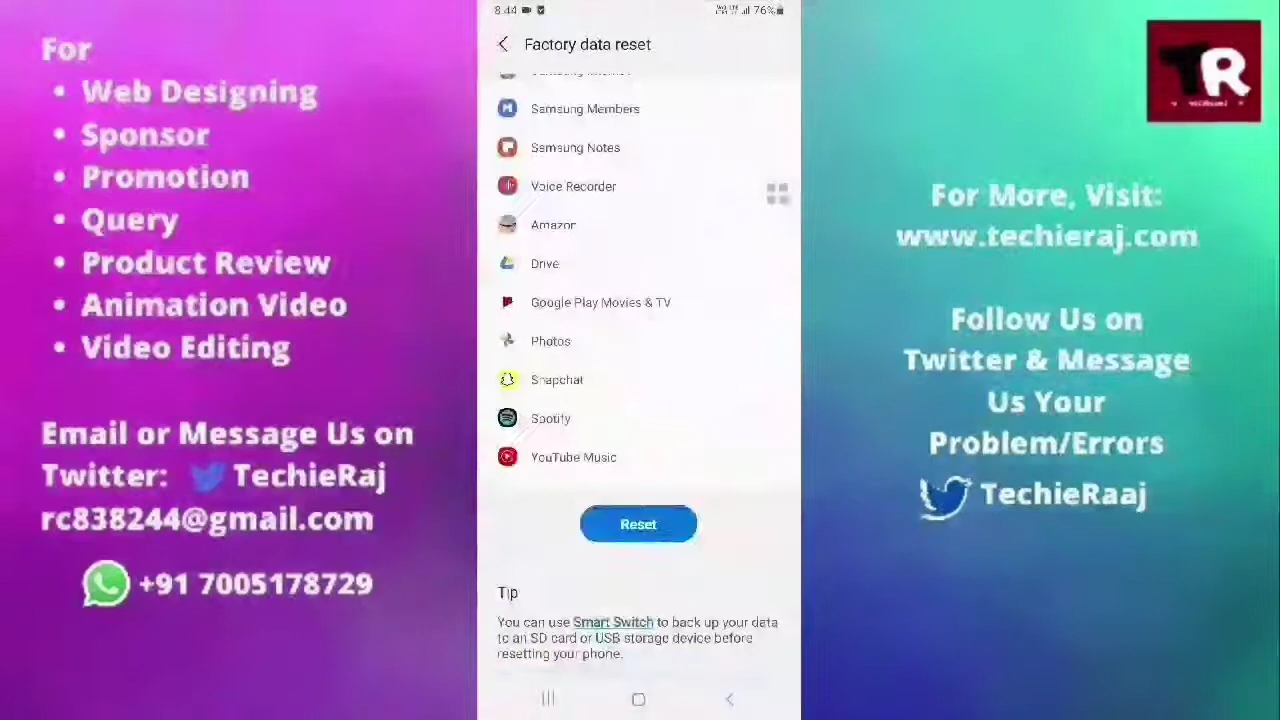 For
• Web Designing
• Sponsor
• Promotion
• Query
• Product Review
• Animation Video
• Video Editing
Email or Message Us on
Twitter: TechieRaj
rc838244@gmail.com
+91 7005178729
8:44
76%
Factory data reset
Samsung Members
Samsung Notes
Voice Recorder
Amazon
Drive
Google Play Movies & TV
Photos
Snapchat
Spotify
YouTube Music
Reset
Tip
You can use Smart Switch to back up your data
to an SD card or USB storage device before
resetting your phone.
TR
For More, Visit:
www.techieraj.com
Follow Us on
Twitter & Message
Us Your
Problem/Errors
TechieRaaj